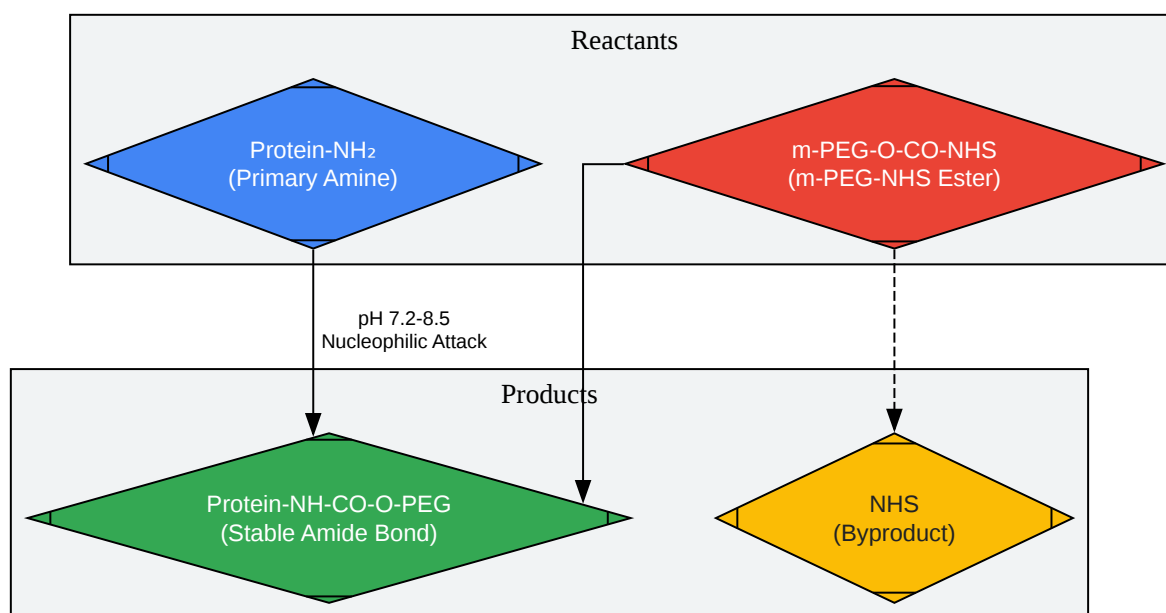 Reactants
Protein-NH₂
(Primary Amine)
m-PEG-O-CO-NHS
(m-PEG-NHS Ester)
pH 7.2-8.5
Nucleophilic Attack
Products
Protein-NH-CO-O-PEG
(Stable Amide Bond)
NHS
(Byproduct)